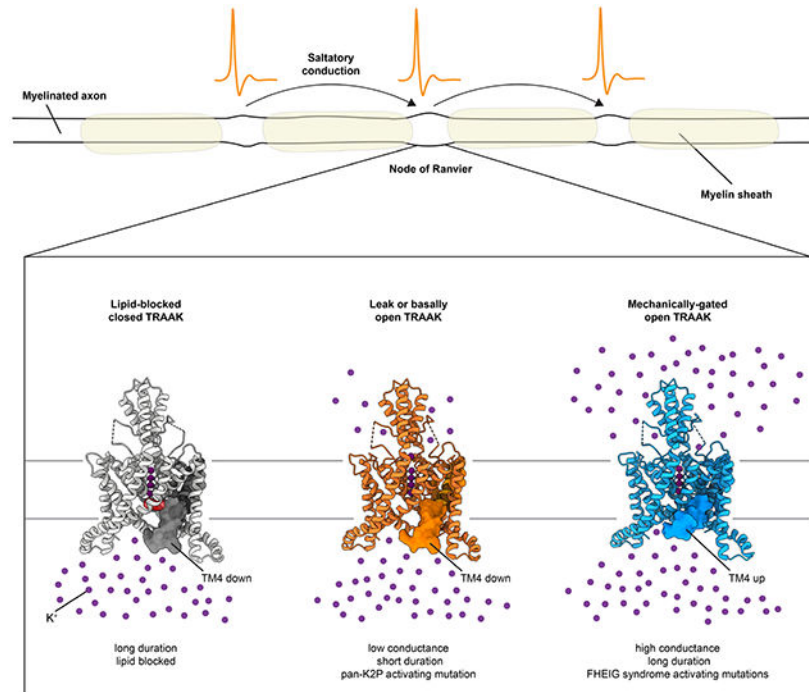 Saltatory
conduction
Myelinated axon
Node of Ranvier
Myelin sheath
Lipid-blocked
closed TRAAK
Leak or basally
open TRAAK
Mechanically-gated
open TRAAK
TM4 down
TM4 down
TM4 up
K⁺
long duration
lipid blocked
low conductance
short duration
pan-K2P activating mutation
high conductance
long duration
FHEIG syndrome activating mutations